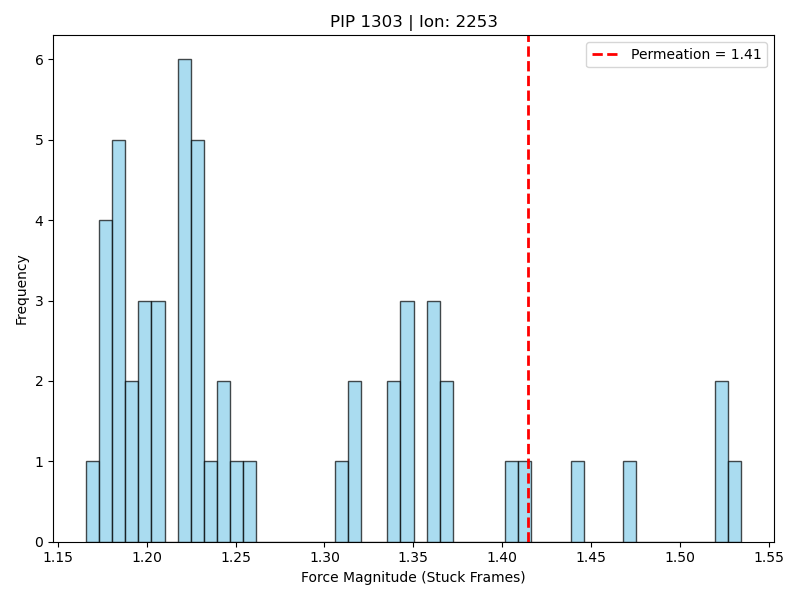 PIP 1303 | Ion: 2253
Permeation = 1.41
Frequency
6
5
4
3
2
1
0
1.15 1.20 1.25 1.30 1.35 1.40 1.45 1.50 1.55
Force Magnitude (Stuck Frames)